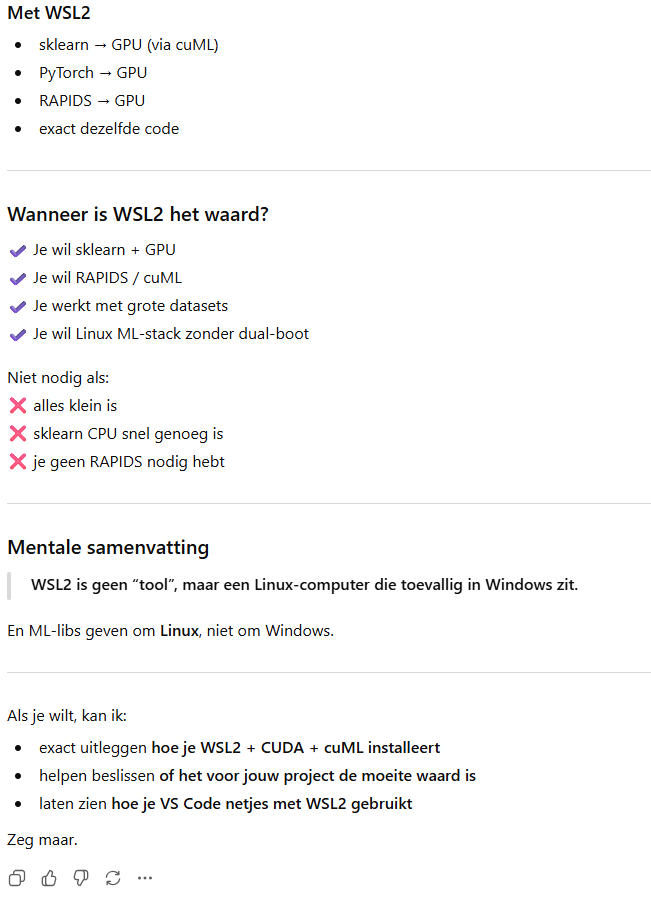 Met WSL2
sklearn → GPU (via cuML)
PyTorch → GPU
RAPIDS → GPU
exact dezelfde code
Wanneer is WSL2 het waard?
Je wil sklearn + GPU
Je wil RAPIDS / cuML
Je werkt met grote datasets
Je wil Linux ML-stack zonder dual-boot
Niet nodig als:
alles klein is
sklearn CPU snel genoeg is
je geen RAPIDS nodig hebt
Mentale samenvatting
WSL2 is geen “tool”, maar een Linux-computer die toevallig in Windows zit.
En ML-libs geven om Linux, niet om Windows.
Als je wilt, kan ik:
exact uitleggen hoe je WSL2 + CUDA + cuML installeert
helpen beslissen of het voor jouw project de moeite waard is
laten zien hoe je VS Code netjes met WSL2 gebruikt
Zeg maar.